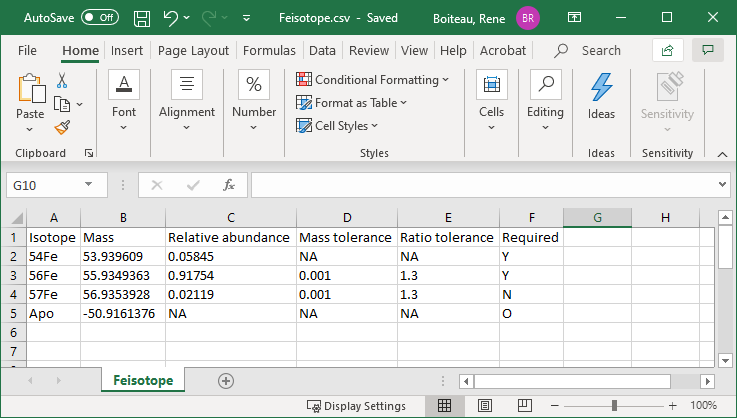 AutoSave Off Feisotope.csv - Saved Boiteau, Rene BR
File Home Insert Page Layout Formulas Data Review View Help Acrobat Search
Paste Font Alignment Number Conditional Formatting Format as Table Cell Styles Cells Editing Ideas Sensitivity
Clipboard Styles Ideas Sensitivity
G10 fx
A B C D E F G H
1 Isotope Mass Relative abundance Mass tolerance Ratio tolerance Required
2 54Fe 53.939609 0.05845 NA NA Y
3 56Fe 55.9349363 0.91754 0.001 1.3 Y
4 57Fe 56.9353928 0.02119 0.001 1.3 N
5 Apo -50.9161376 NA NA NA O
6
7
Feisotope
Display Settings 100%